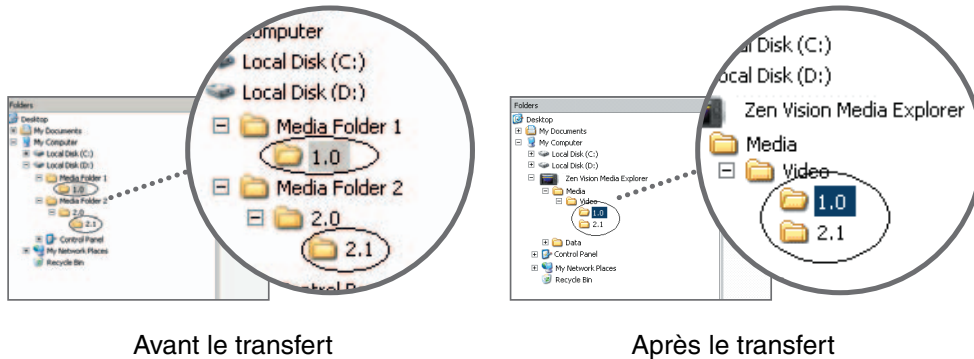 Folders
Desktop
My Documents
My Computer
Local Disk (C:)
Local Disk (D:)
Media Folder 1
1.0
Media Folder 2
2.0
2.1
Control Panel
My Network Places
Recycle Bin
omputer
Local Disk (C:)
Local Disk (D:)
Media Folder 1
1.0
Media Folder 2
2.0
2.1
Avant le transfert
Folders
Desktop
My Documents
My Computer
Local Disk (C:)
Local Disk (D:)
Zen Vision Media Explorer
Media
Video
1.0
2.1
Data
Control Panel
My Network Places
Recycle Bin
Disk (C:)
ocal Disk (D:)
Zen Vision Media Explorer
Media
Video
1.0
2.1
Après le transfert